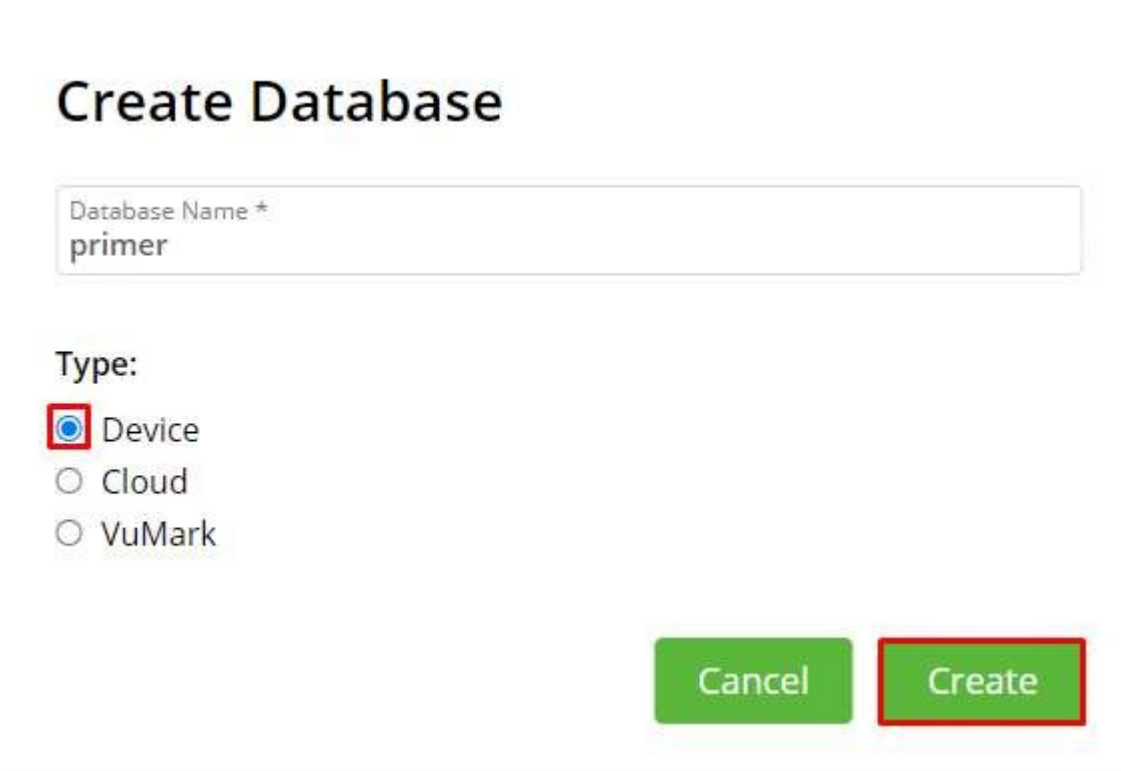 Create Database
Database Name *
primer
Type:
Device
Cloud
VuMark
Cancel Create